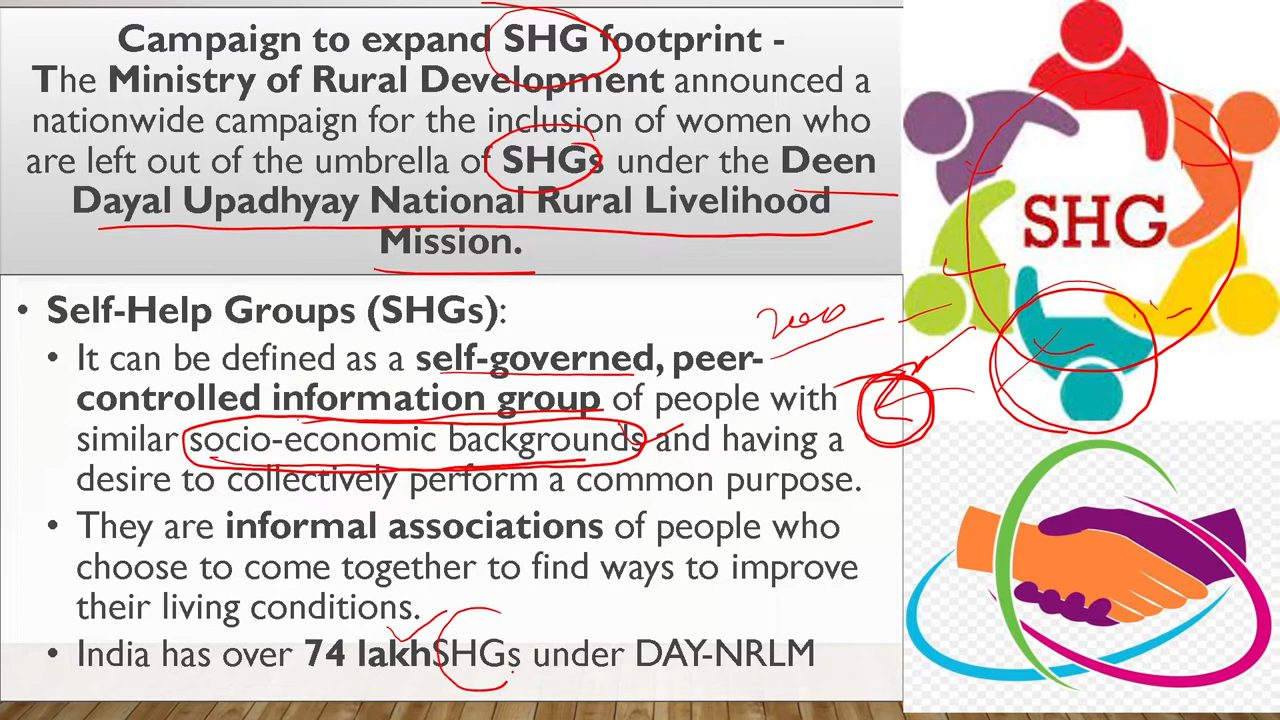 Campaign to expand SHG footprint -
The Ministry of Rural Development announced a
nationwide campaign for the inclusion of women who
are left out of the umbrella of SHGs under the Deen
Dayal Upadhyay National Rural Livelihood
Mission.
• Self-Help Groups (SHGs):
• It can be defined as a self-governed, peer-
controlled information group of people with
similar socio-economic backgrounds and having a
desire to collectively perform a common purpose.
• They are informal associations of people who
choose to come together to find ways to improve
their living conditions.
• India has over 74 lakhSHGs under DAY-NRLM
SHG